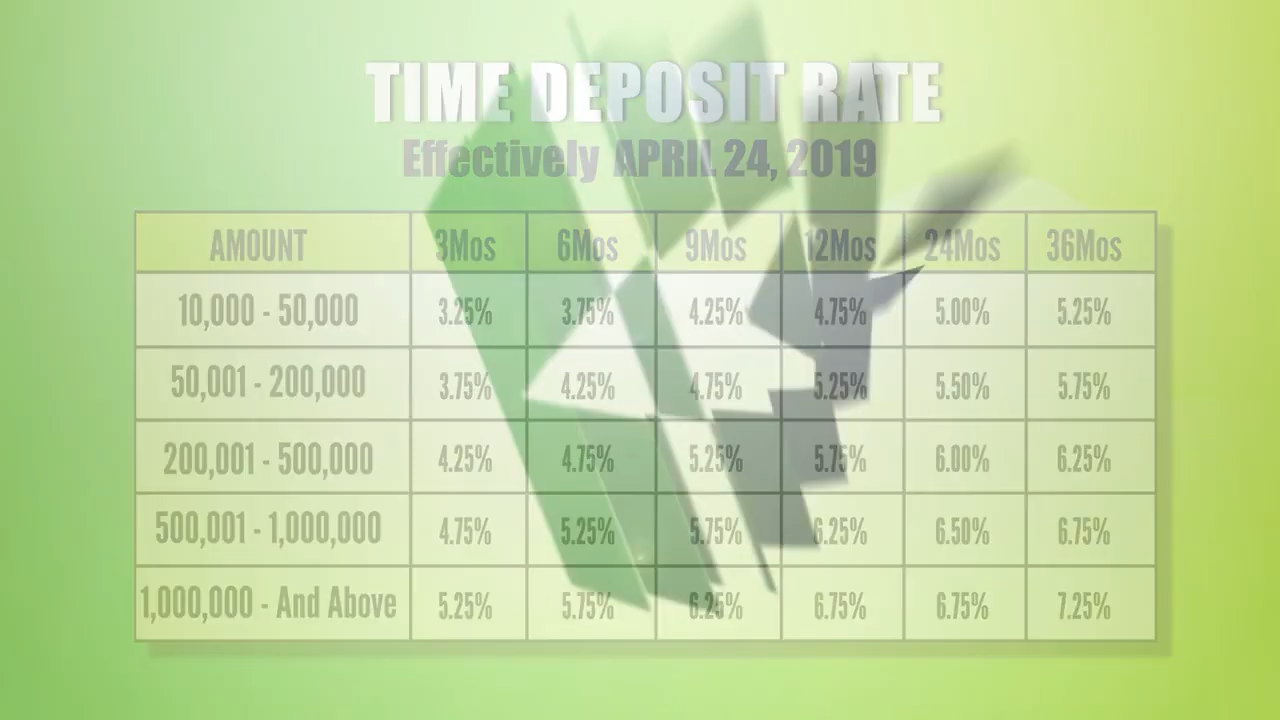 TIME DEPOSIT RATE
Effectively APRIL 24, 2019
AMOUNT 3Mos 6Mos 9Mos 12Mos 24Mos 36Mos
10,000 - 50,000 3.25% 3.75% 4.25% 4.75% 5.00% 5.25%
50,001 - 200,000 3.75% 4.25% 4.75% 5.25% 5.50% 5.75%
200,001 - 500,000 4.25% 4.75% 5.25% 5.75% 6.00% 6.25%
500,001 - 1,000,000 4.75% 5.25% 5.75% 6.25% 6.50% 6.75%
1,000,000 - And Above 5.25% 5.75% 6.25% 6.75% 6.75% 7.25%